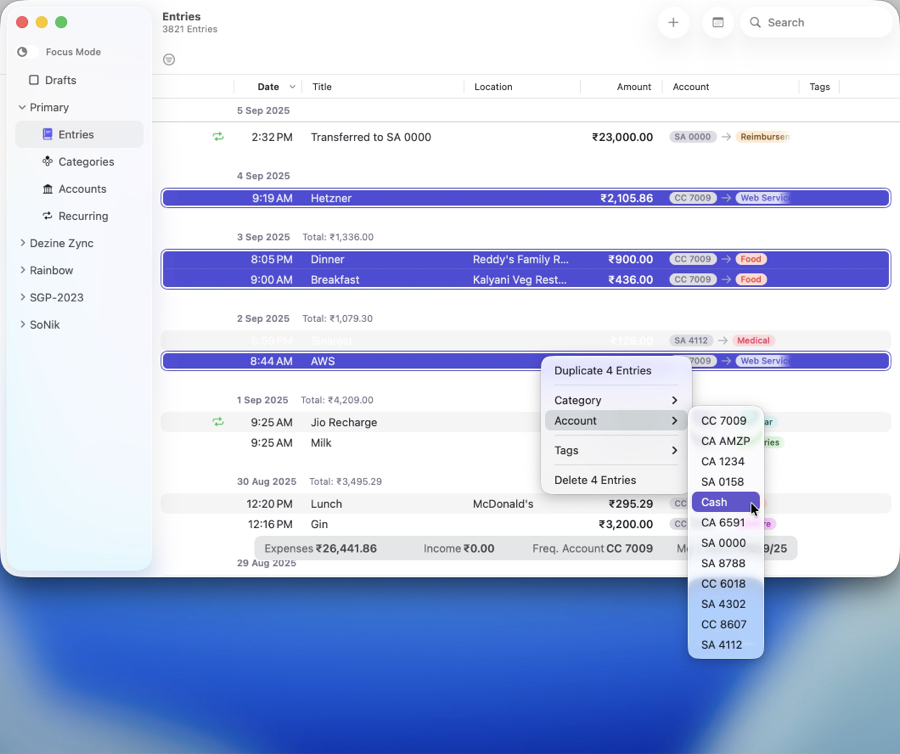 Entries
3821 Entries
Search
Focus Mode
Drafts
Primary
Entries
Categories
Accounts
Recurring
Dezine Zync
Rainbow
SGP-2023
SoNik
Date Title Location Amount Account Tags
5 Sep 2025
2:32 PM Transferred to SA 0000 ₹23,000.00 SA 0000 → Reimbursen
4 Sep 2025
9:19 AM Hetzner ₹2,105.86 CC 7009 → Web Servic
3 Sep 2025 Total: ₹1,336.00
8:05 PM Dinner Reddy's Family R... ₹900.00 CC 7009 → Food
9:00 AM Breakfast Kalyani Veg Rest... ₹436.00 CC 7009 → Food
2 Sep 2025 Total: ₹1,079.30
SA 4112 → Medical
8:44 AM AWS 7009 → Web Servic
1 Sep 2025 Total: ₹4,209.00
9:25 AM Jio Recharge ar
9:25 AM Milk ries
30 Aug 2025 Total: ₹3,495.29
12:20 PM Lunch McDonald's ₹295.29 CC
12:16 PM Gin ₹3,200.00 CC re
Expenses ₹26,441.86 Income ₹0.00 Freq. Account CC 7009 9/25
29 Aug 2025
Duplicate 4 Entries
Category
Account
Tags
Delete 4 Entries
CC 7009
CA AMZP
CA 1234
SA 0158
Cash
CA 6591
SA 0000
SA 8788
CC 6018
SA 4302
CC 8607
SA 4112